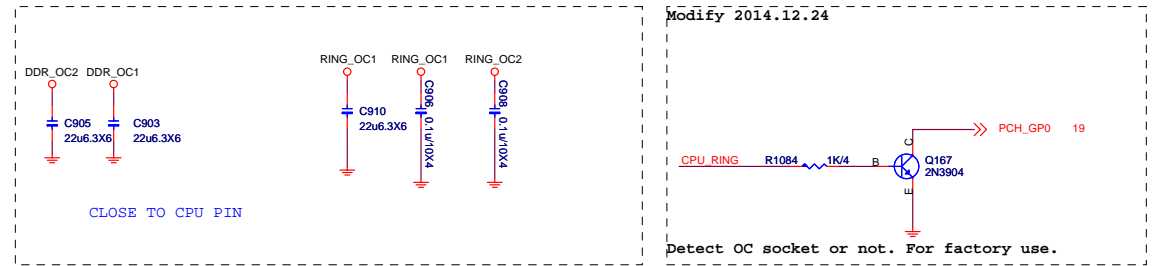 Modify 2014.12.24
RING_OC1 RING_OC1 RING_OC2
DDR_OC2 DDR_OC1
C905
22u6.3X6
C903
22u6.3X6
C910
22u6.3X6
C906 0.1u/10X4
C908 0.1u/10X4
CLOSE TO CPU PIN
PCH_GP0 19
CPU_RING
R1084 1K/4
B
C
E
Q167
2N3904
Detect OC socket or not. For factory use.